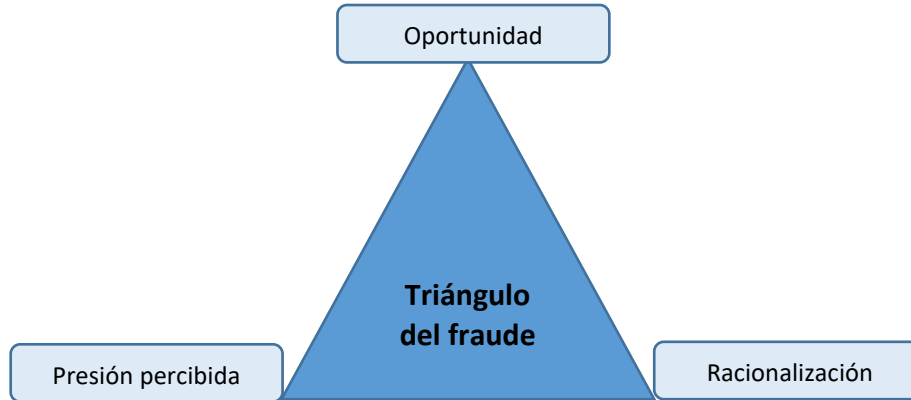 Oportunidad
Triángulo
del fraude
Presión percibida
Racionalización